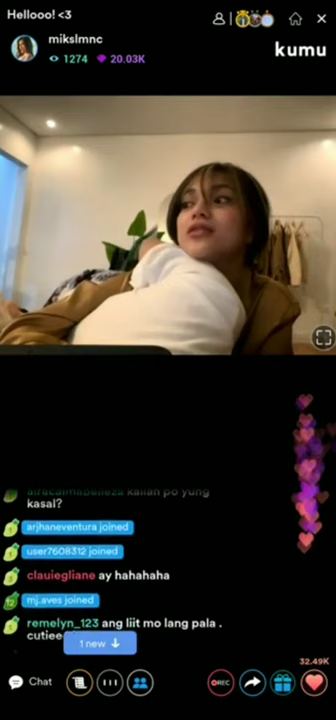 Hellooo! <3
mikslmnc
1274 20.03K
kumu
kailan po yung
kasal?
arjhaneventura joined
user7608312 joined
clauiegliane ay hahahaha
mj.aves joined
remelyn_123 ang liit mo lang pala .
cutiee
1 new ↓
32.49K
Chat
REC